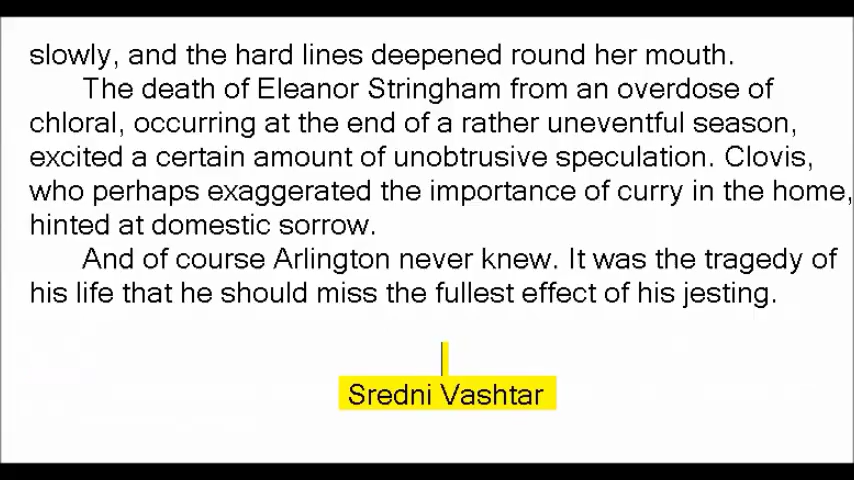 slowly, and the hard lines deepened round her mouth.
The death of Eleanor Stringham from an overdose of
chloral, occurring at the end of a rather uneventful season,
excited a certain amount of unobtrusive speculation. Clovis,
who perhaps exaggerated the importance of curry in the home,
hinted at domestic sorrow.
And of course Arlington never knew. It was the tragedy of
his life that he should miss the fullest effect of his jesting.
Sredni Vashtar